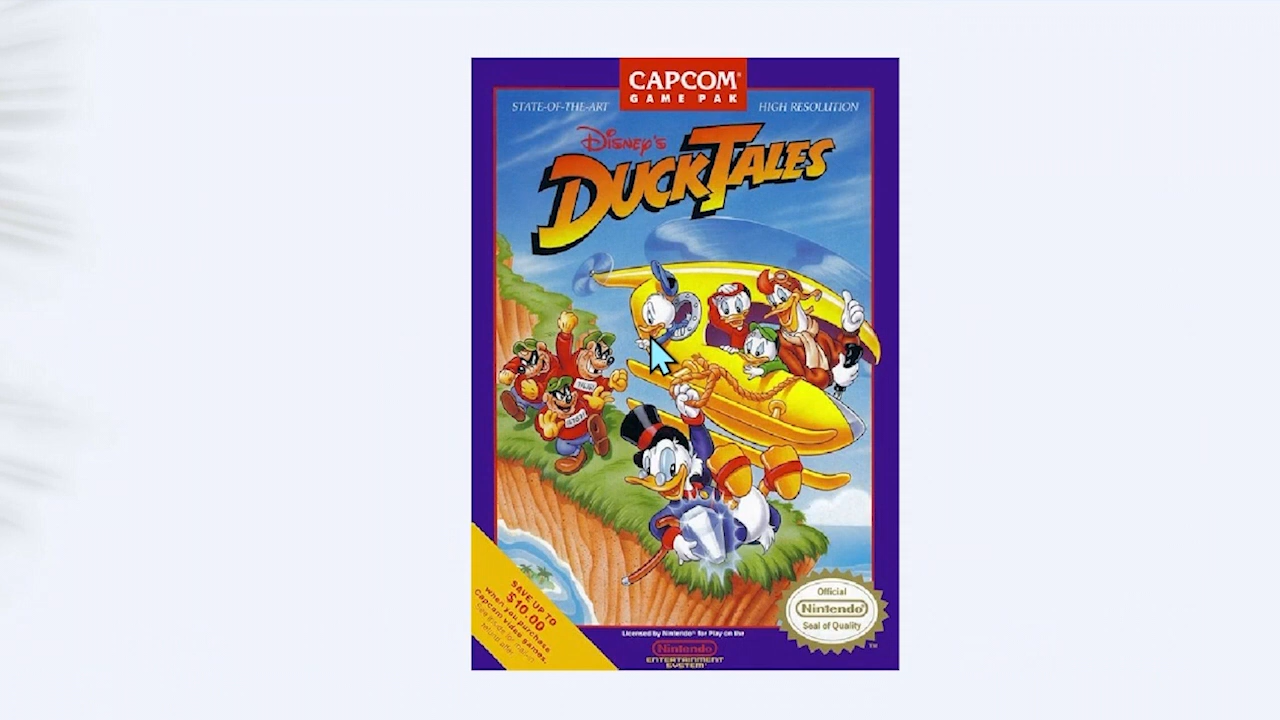 CAPCOM®
GAME PAK
STATE-OF-THE-ART
HIGH RESOLUTION
Disney's
DUCKTALES
SAVE UP TO
$10.00
when you purchase
Capcom video games.
Official
Nintendo®
Seal of Quality
TM
Licensed by Nintendo® for Play on the
Nintendo
ENTERTAINMENT
SYSTEM®